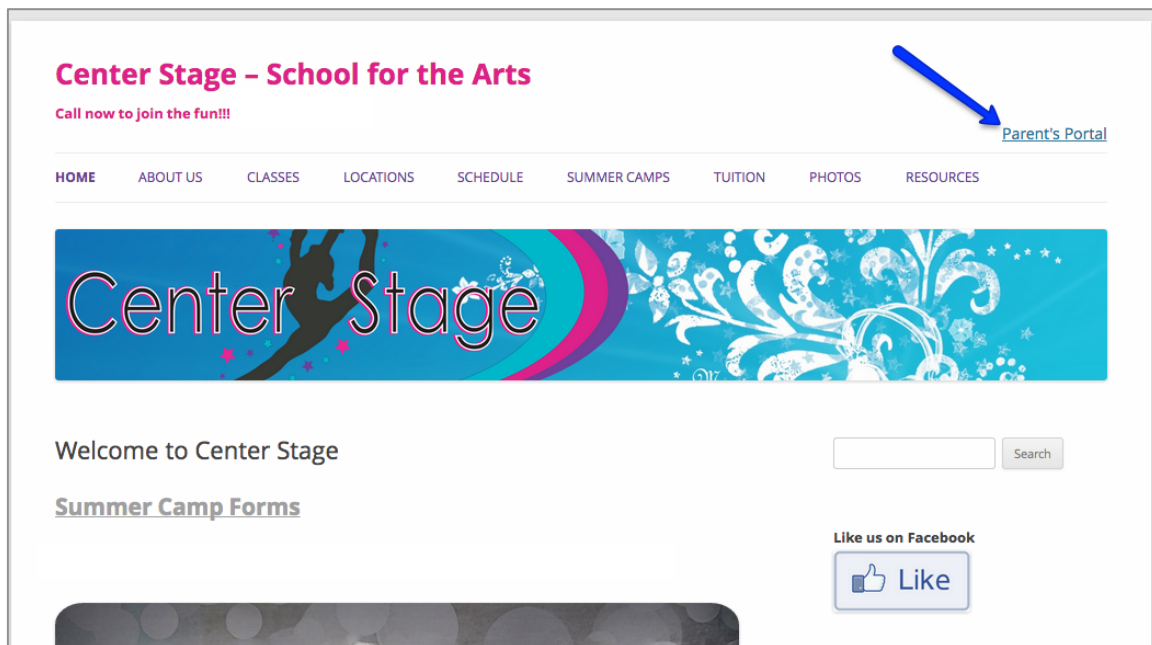 Center Stage – School for the Arts
Call now to join the fun!!!
Parent's Portal
HOME ABOUT US CLASSES LOCATIONS SCHEDULE SUMMER CAMPS TUITION PHOTOS RESOURCES
Center Stage
Welcome to Center Stage
Search
Summer Camp Forms
Like us on Facebook
Like